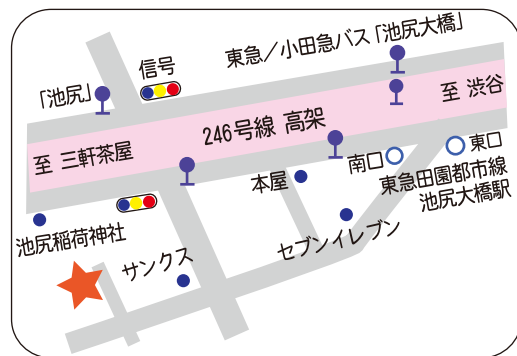 東急／小田急バス「池尻大橋」
信号
「池尻」
至 渋谷
246号線 高架
至 三軒茶屋
東口
南口
東急田園都市線
池尻大橋駅
本屋
池尻稲荷神社
セブンイレブン
サンクス